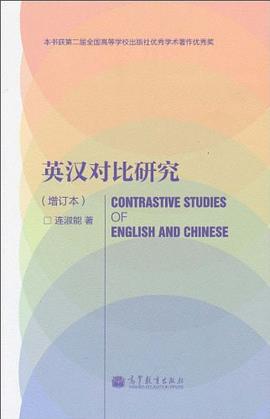 本书获第二届全国高等学校出版社优秀学术著作优秀奖
英汉对比研究
(增订本)
□ 连淑能 著
CONTRASTIVE STUDIES
OF
ENGLISH AND CHINESE
高等教育出版社